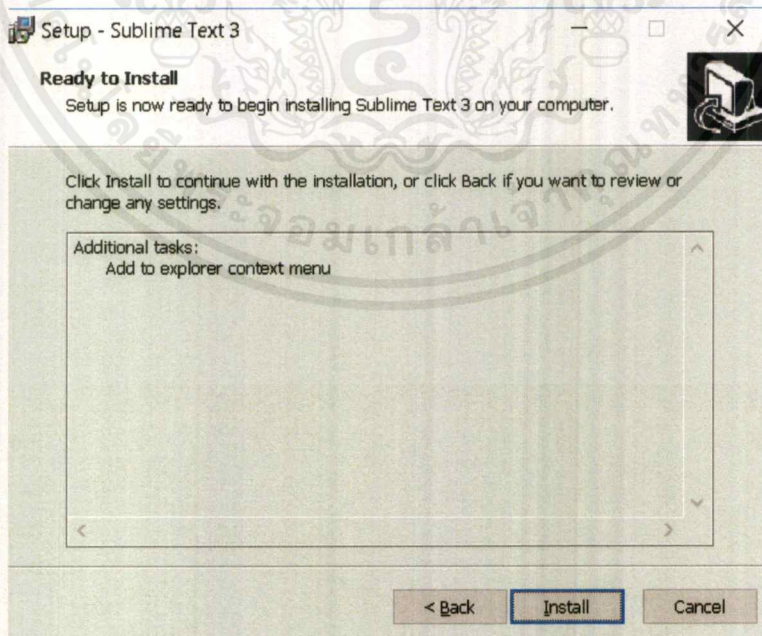 Setup - Sublime Text 3
Ready to Install
Setup is now ready to begin installing Sublime Text 3 on your computer.
Click Install to continue with the installation, or click Back if you want to review or
change any settings.
Additional tasks:
Add to explorer context menu
< Back
Install
Cancel